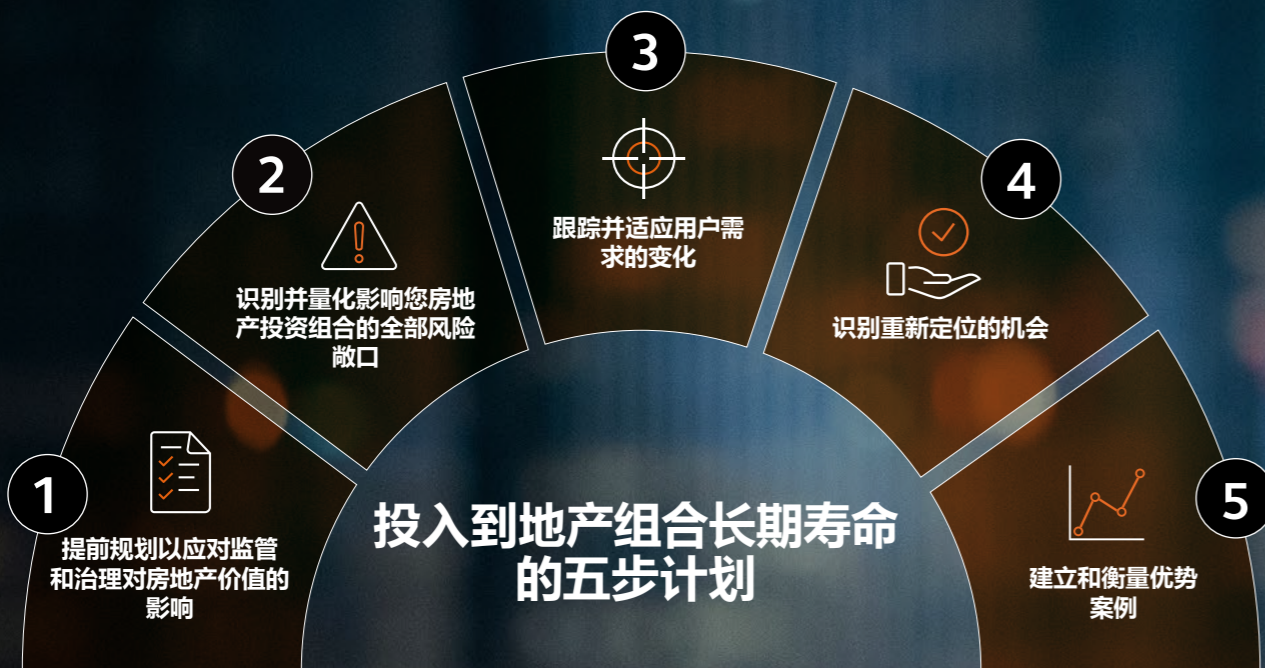 1
提前规划以应对监管
和治理对房地产价值的
影响
2
识别并量化影响您房地
产投资组合的全部风险
敞口
3
跟踪并适应用户需
求的变化
4
识别重新定位的机会
5
建立和衡量优势
案例
投入到地产组合长期寿命
的五步计划